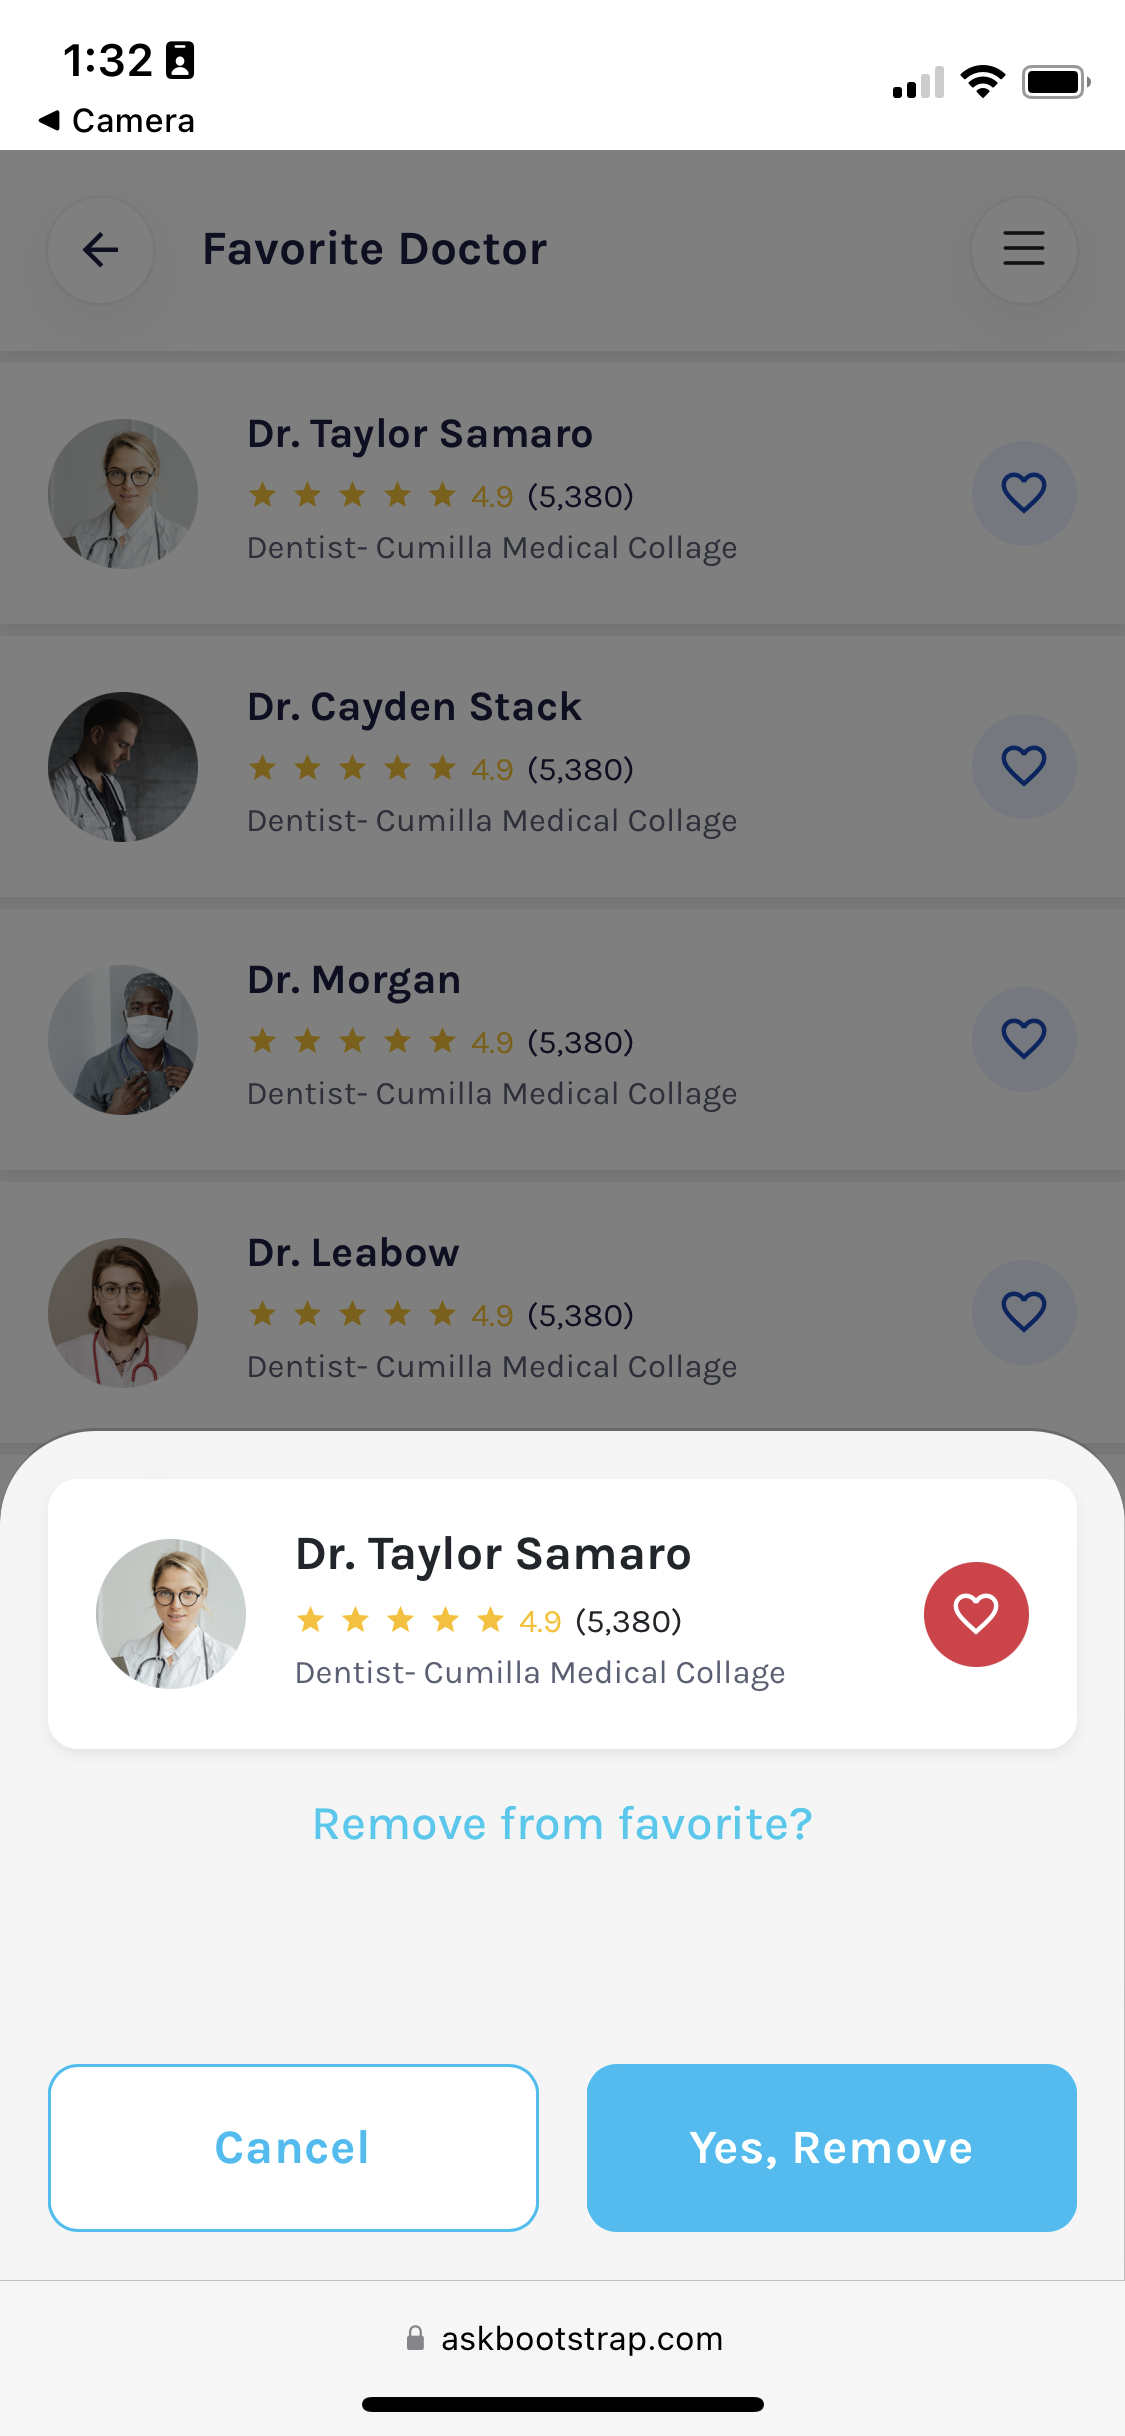 1:32
◀ Camera
Favorite Doctor
Dr. Taylor Samaro
4.9 (5,380)
Dentist- Cumilla Medical Collage
Dr. Cayden Stack
4.9 (5,380)
Dentist- Cumilla Medical Collage
Dr. Morgan
4.9 (5,380)
Dentist- Cumilla Medical Collage
Dr. Leabow
4.9 (5,380)
Dentist- Cumilla Medical Collage
Dr. Taylor Samaro
4.9 (5,380)
Dentist- Cumilla Medical Collage
Remove from favorite?
Cancel
Yes, Remove
askbootstrap.com